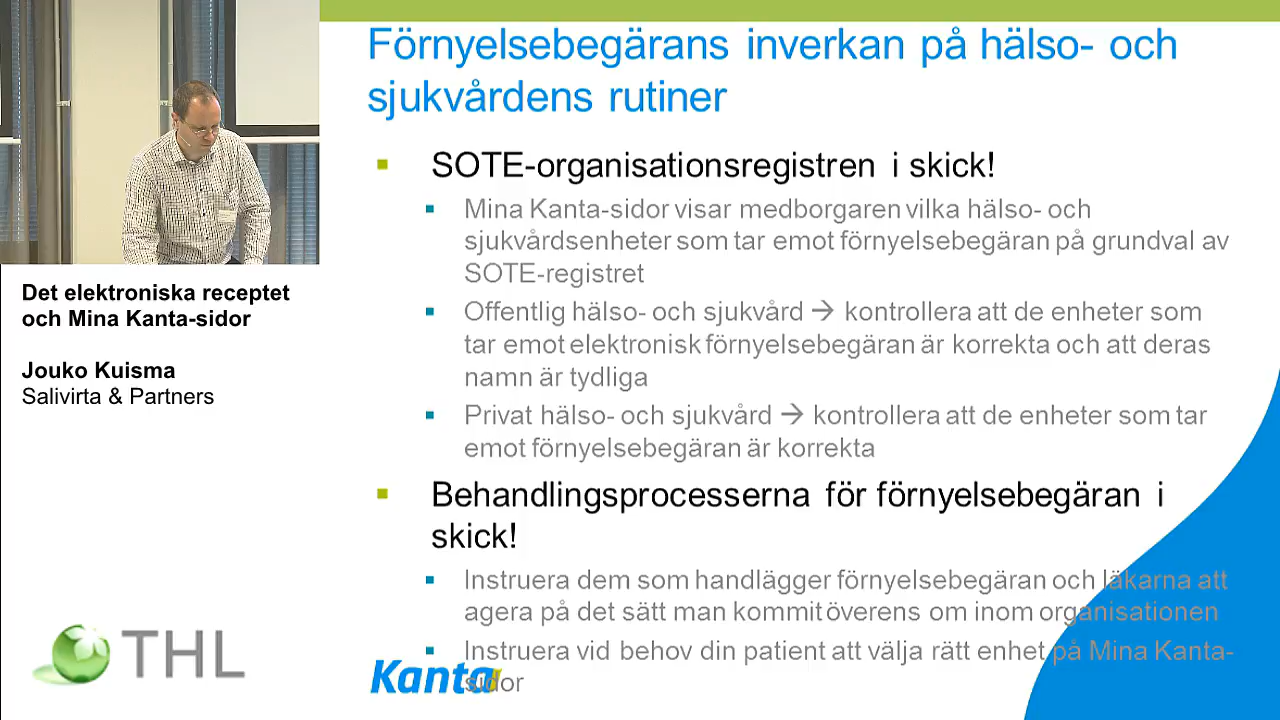 Förnyelsebegärans inverkan på hälso- och
sjukvårdens rutiner
SOTE-organisationsregistren i skick!
Mina Kanta-sidor visar medborgaren vilka hälso- och
sjukvårdsenheter som tar emot förnyelsebegäran på grundval av
SOTE-registret
Offentlig hälso- och sjukvård → kontrollera att de enheter som
tar emot elektronisk förnyelsebegäran är korrekta och att deras
namn är tydliga
Privat hälso- och sjukvård → kontrollera att de enheter som tar
emot förnyelsebegäran är korrekta
Behandlingsprocesserna för förnyelsebegäran i
skick!
Instruera dem som handlägger förnyelsebegäran och läkarna att
agera på det sätt man kommit överens om inom organisationen
Instruera vid behov din patient att välja rätt enhet på Mina Kanta-
sidor
Det elektroniska receptet
och Mina Kanta-sidor
Jouko Kuisma
Salivirta & Partners
THL
Kanta